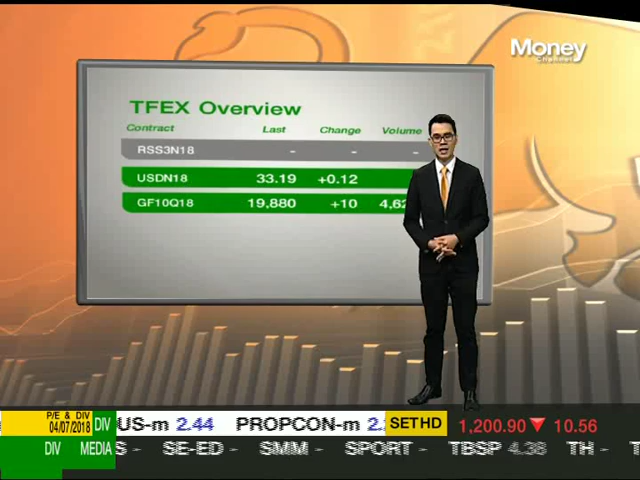 Money
Channel
TFEX Overview
Contract Last Change Volume
RSS3N18 - - -
USDN18 33.19 +0.12
GF10Q18 19,880 +10
P/E & DIV
04/07/2018
DIV
US-m 2.44 PROPCON-m
SETHD 1,200.90 10.56
DIV MEDIA
S - SE-ED - SMM - SPORT - TBSP 4.38 TH -